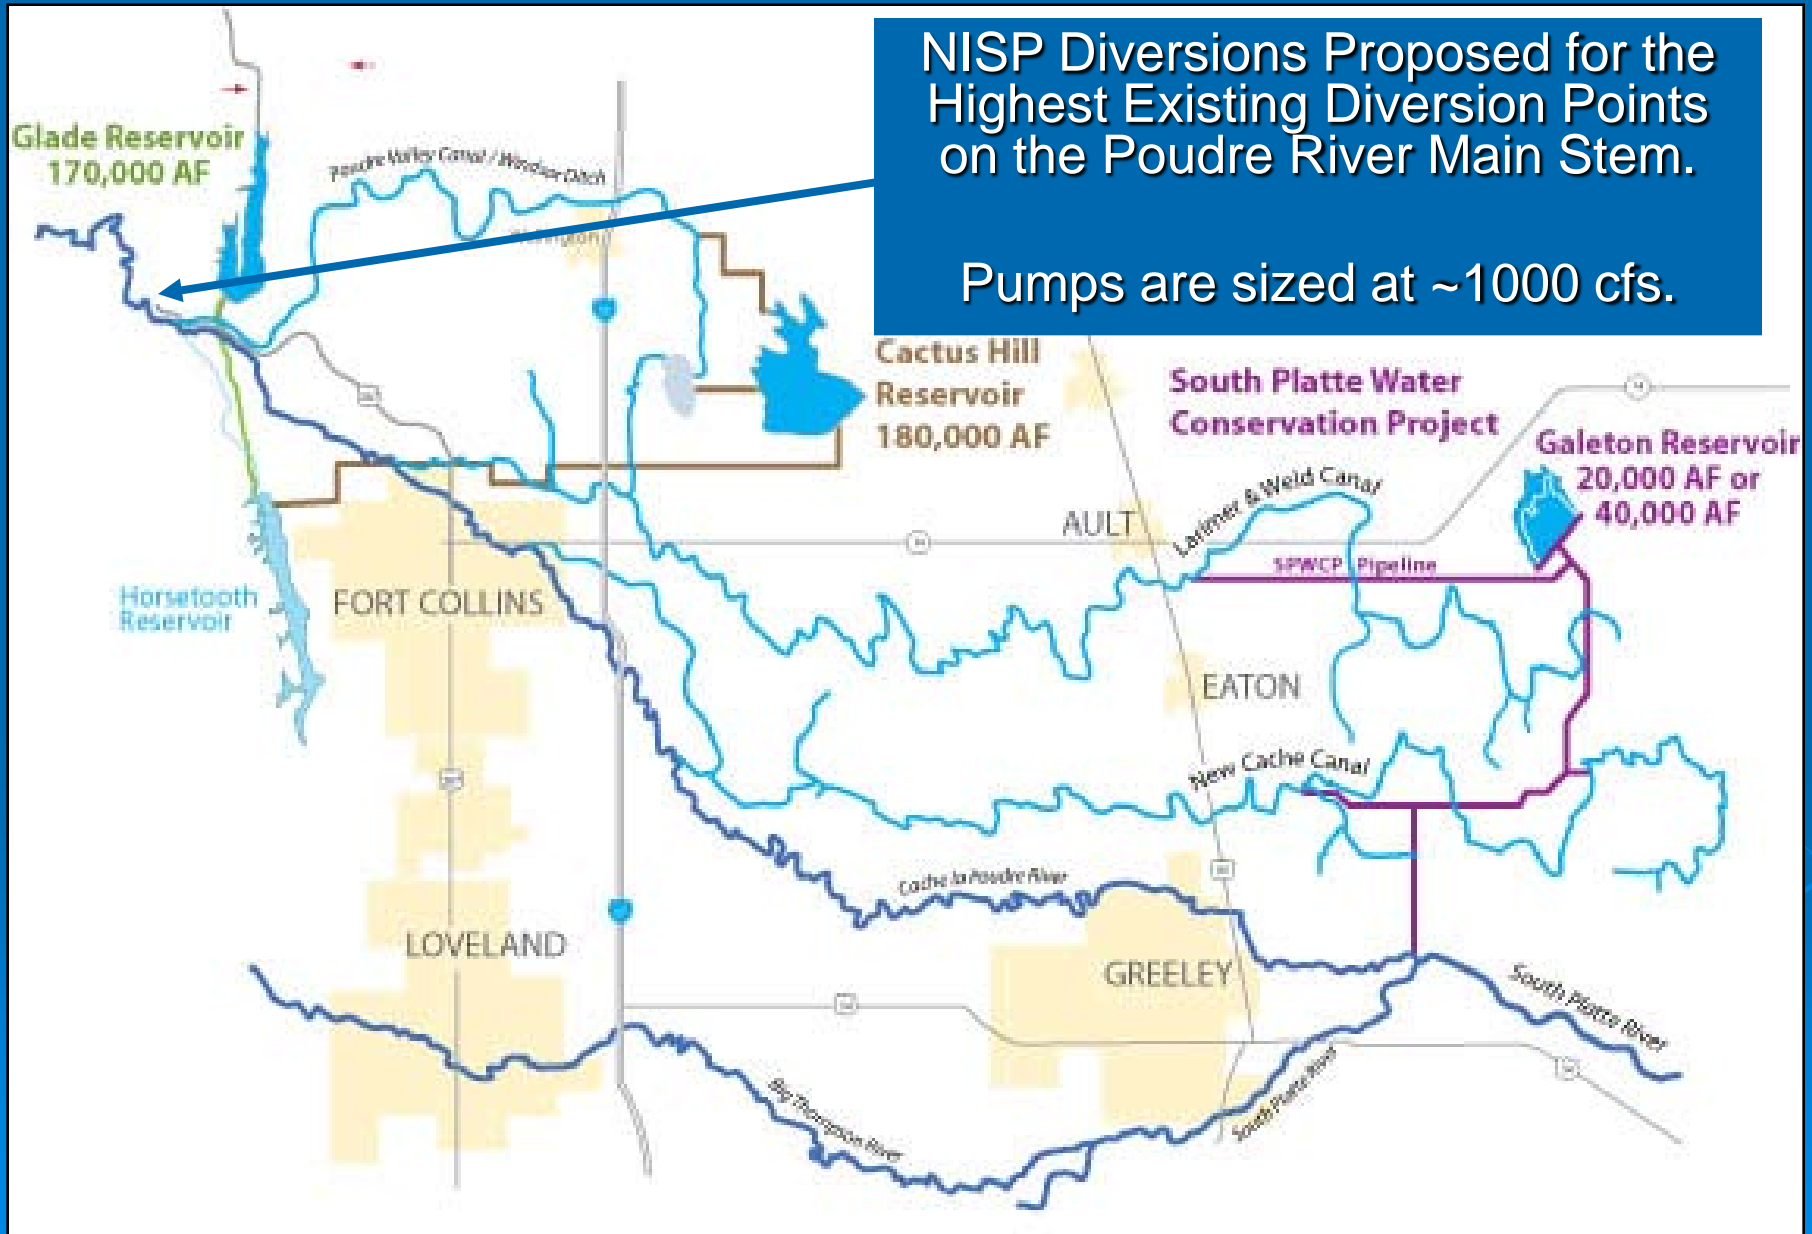 NISP Diversions Proposed for the
Highest Existing Diversion Points
on the Poudre River Main Stem.
Pumps are sized at ~1000 cfs.
Glade Reservoir
170,000 AF
Poudre Valley Canal / Windsor Ditch
Cactus Hill
Reservoir
180,000 AF
South Platte Water
Conservation Project
14
Galeton Reservoir
20,000 AF or
40,000 AF
Larimer & Weld Canal
AULT
14
SPWCP Pipeline
Horsetooth
Reservoir
FORT COLLINS
EATON
New Cache Canal
Cache la Poudre River
LOVELAND
GREELEY
South Platte River
South Platte River
Big Thompson River